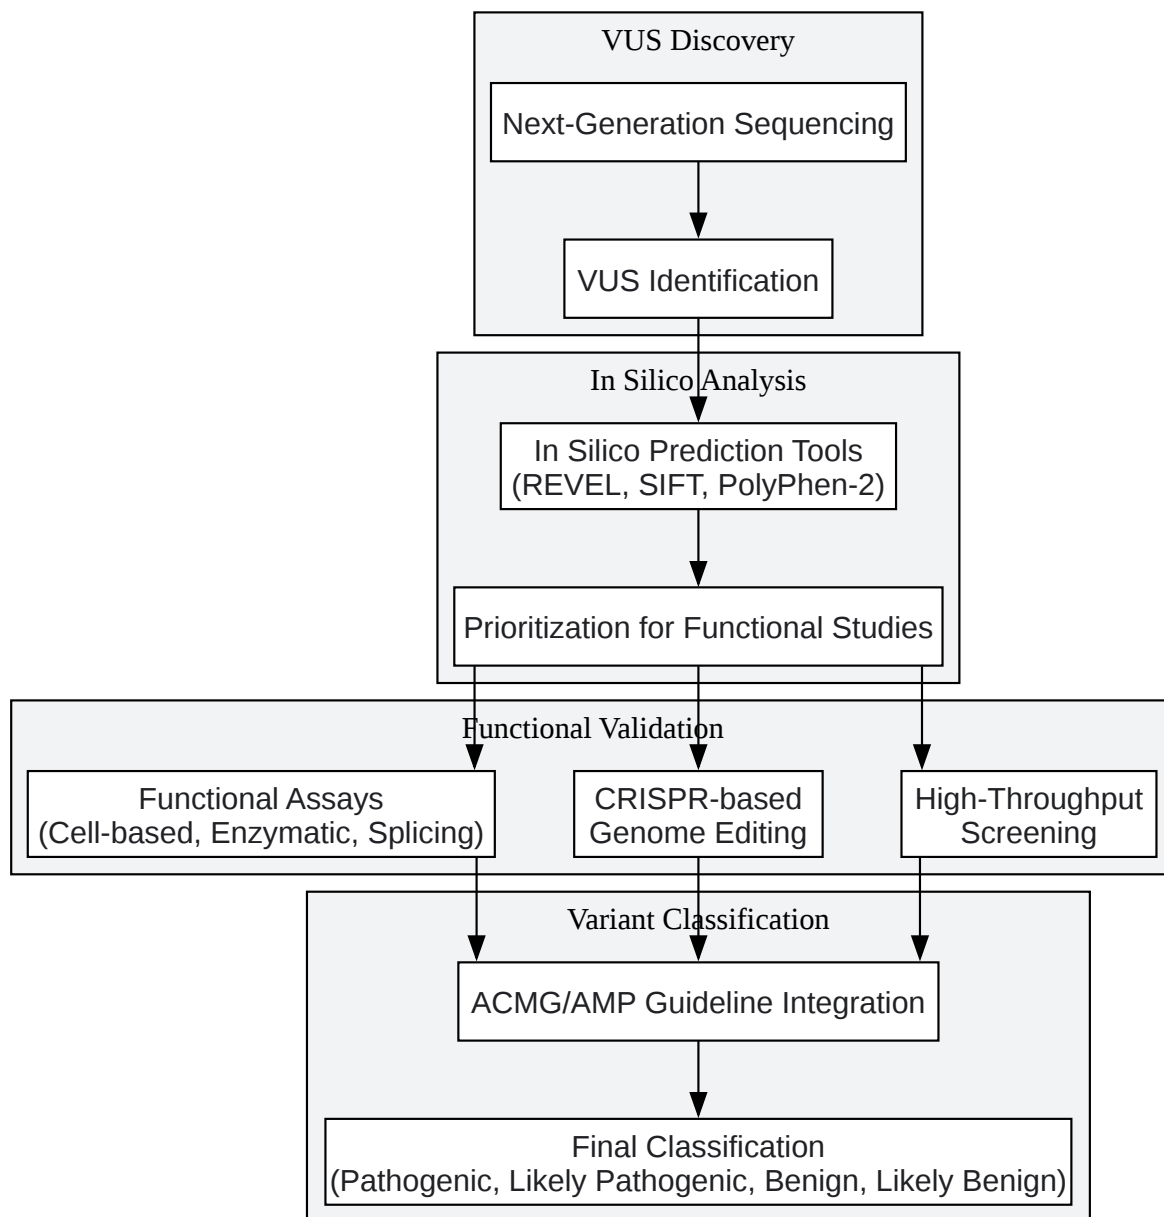 VUS Discovery
Next-Generation Sequencing
VUS Identification
In Silico Analysis
In Silico Prediction Tools
(REVEL, SIFT, PolyPhen-2)
Prioritization for Functional Studies
Functional Validation
Functional Assays
(Cell-based, Enzymatic, Splicing)
CRISPR-based
Genome Editing
High-Throughput
Screening
Variant Classification
ACMG/AMP Guideline Integration
Final Classification
(Pathogenic, Likely Pathogenic, Benign, Likely Benign)